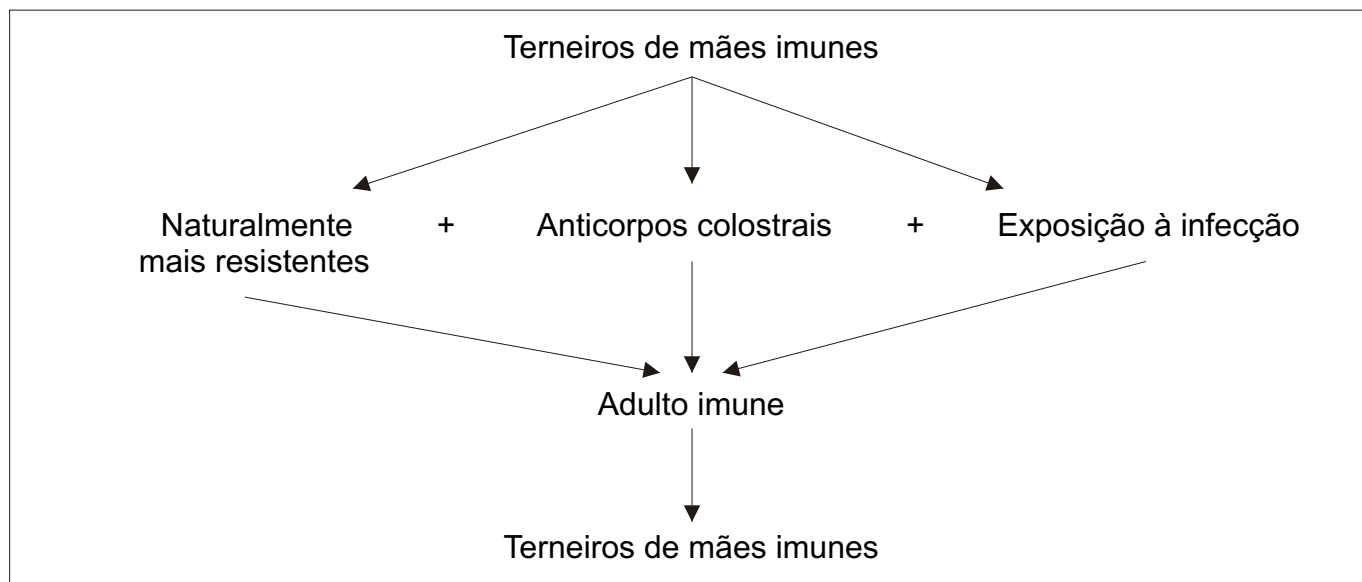 Terneiros de mães imunes
Naturalmente + Anticorpos colostrais + Exposição à infecção
mais resistentes
Adulto imune
Terneiros de mães imunes